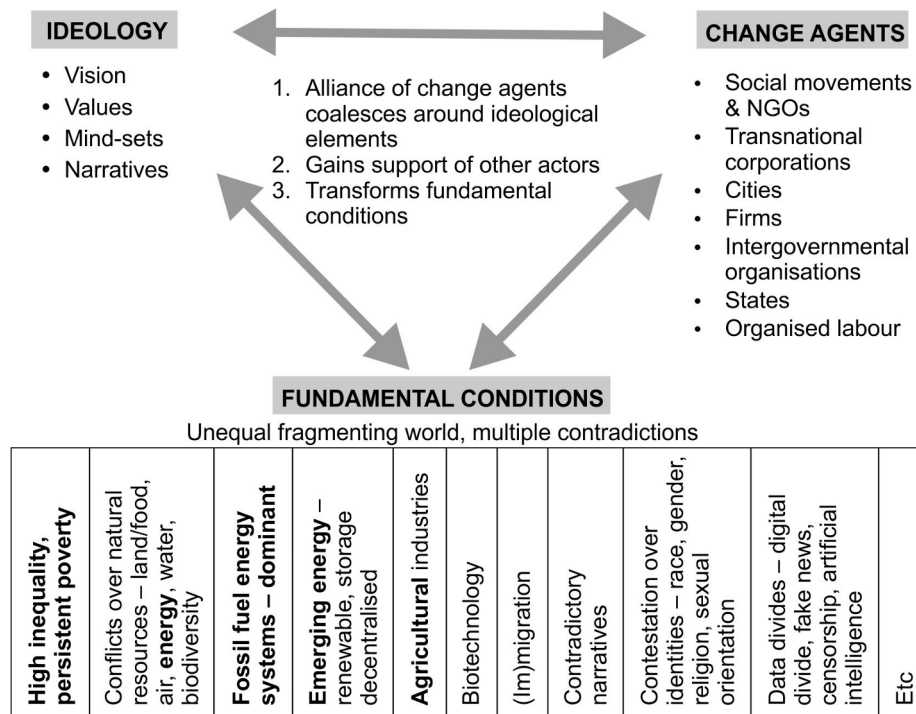 IDEOLOGY
• Vision
• Values
• Mind-sets
• Narratives
1. Alliance of change agents
coalesces around ideological
elements
2. Gains support of other actors
3. Transforms fundamental
conditions
CHANGE AGENTS
• Social movements
& NGOs
• Transnational
corporations
• Cities
• Firms
• Intergovernmental
organisations
• States
• Organised labour
FUNDAMENTAL CONDITIONS
Unequal fragmenting world, multiple contradictions
High inequality,
persistent poverty
Conflicts over natural
resources – land/food,
air, energy, water,
biodiversity
Fossil fuel energy
systems – dominant
Emerging energy –
renewable, storage
decentralised
Agricultural industries
Biotechnology
(Im)migration
Contradictory
narratives
Contestation over
identities – race, gender,
religion, sexual
orientation
Data divides – digital
divide, fake news,
censorship, artificial
intelligence
Etc